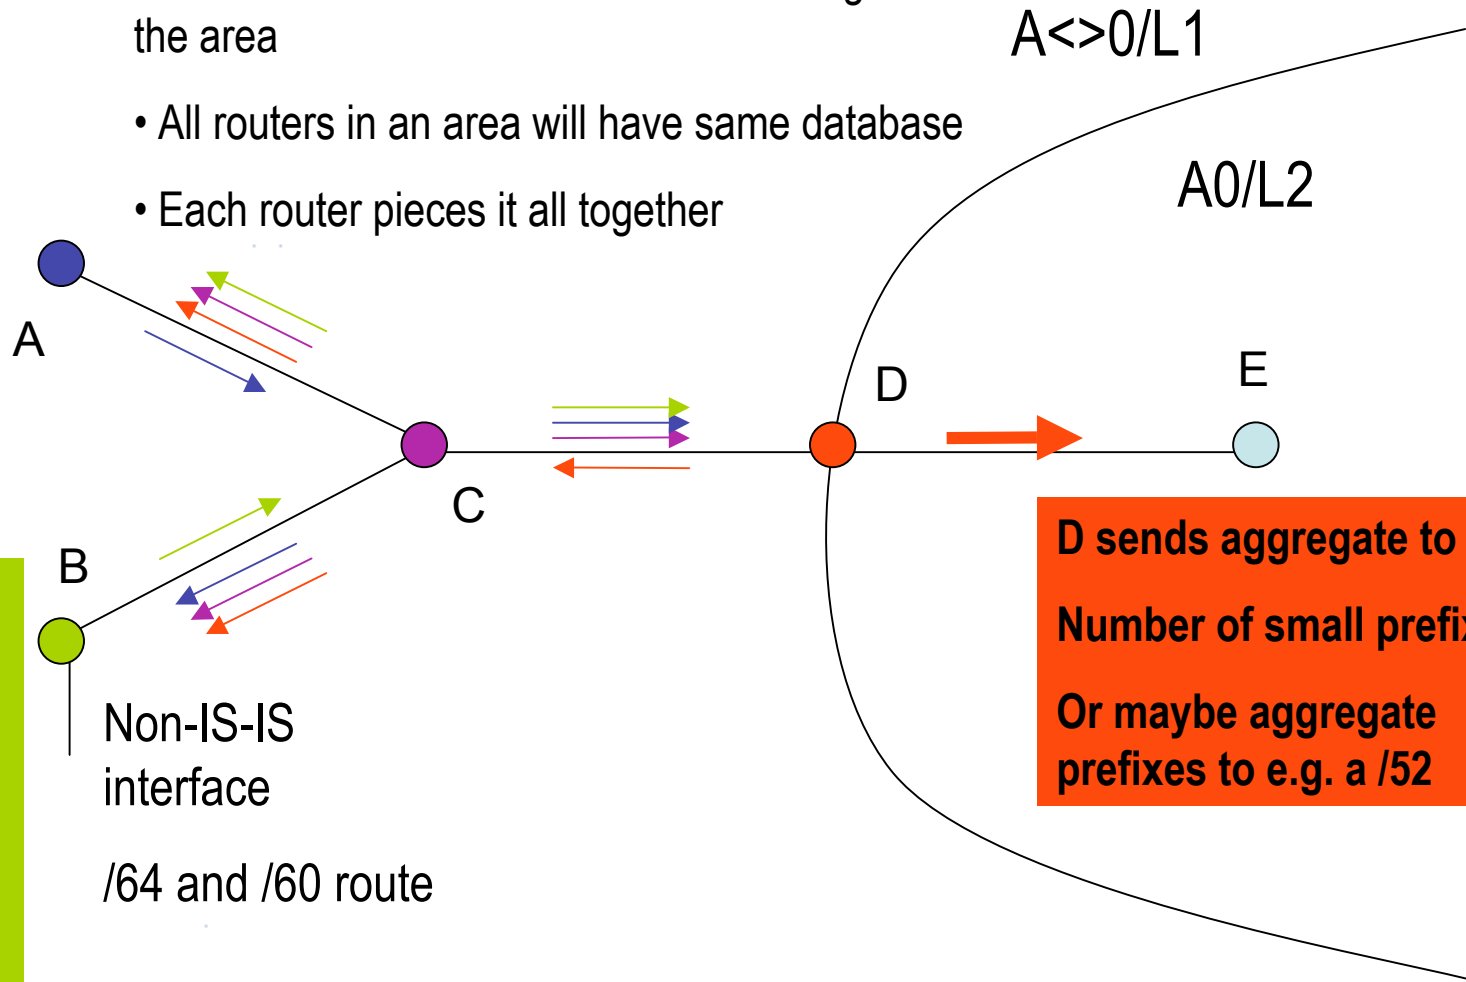 the area
• All routers in an area will have same database
• Each router pieces it all together
A<>0/L1
A0/L2
A
B
C
D
E
D sends aggregate to
Number of small
Or maybe aggregate
prefixes to e.g. a /52
Non-IS-IS
interface
/64 and /60 route